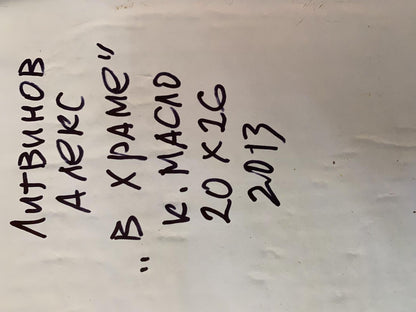 Литвинов
Алекс
"В ХРАМЕ"
К. МАСЛО
20 х 26
2013